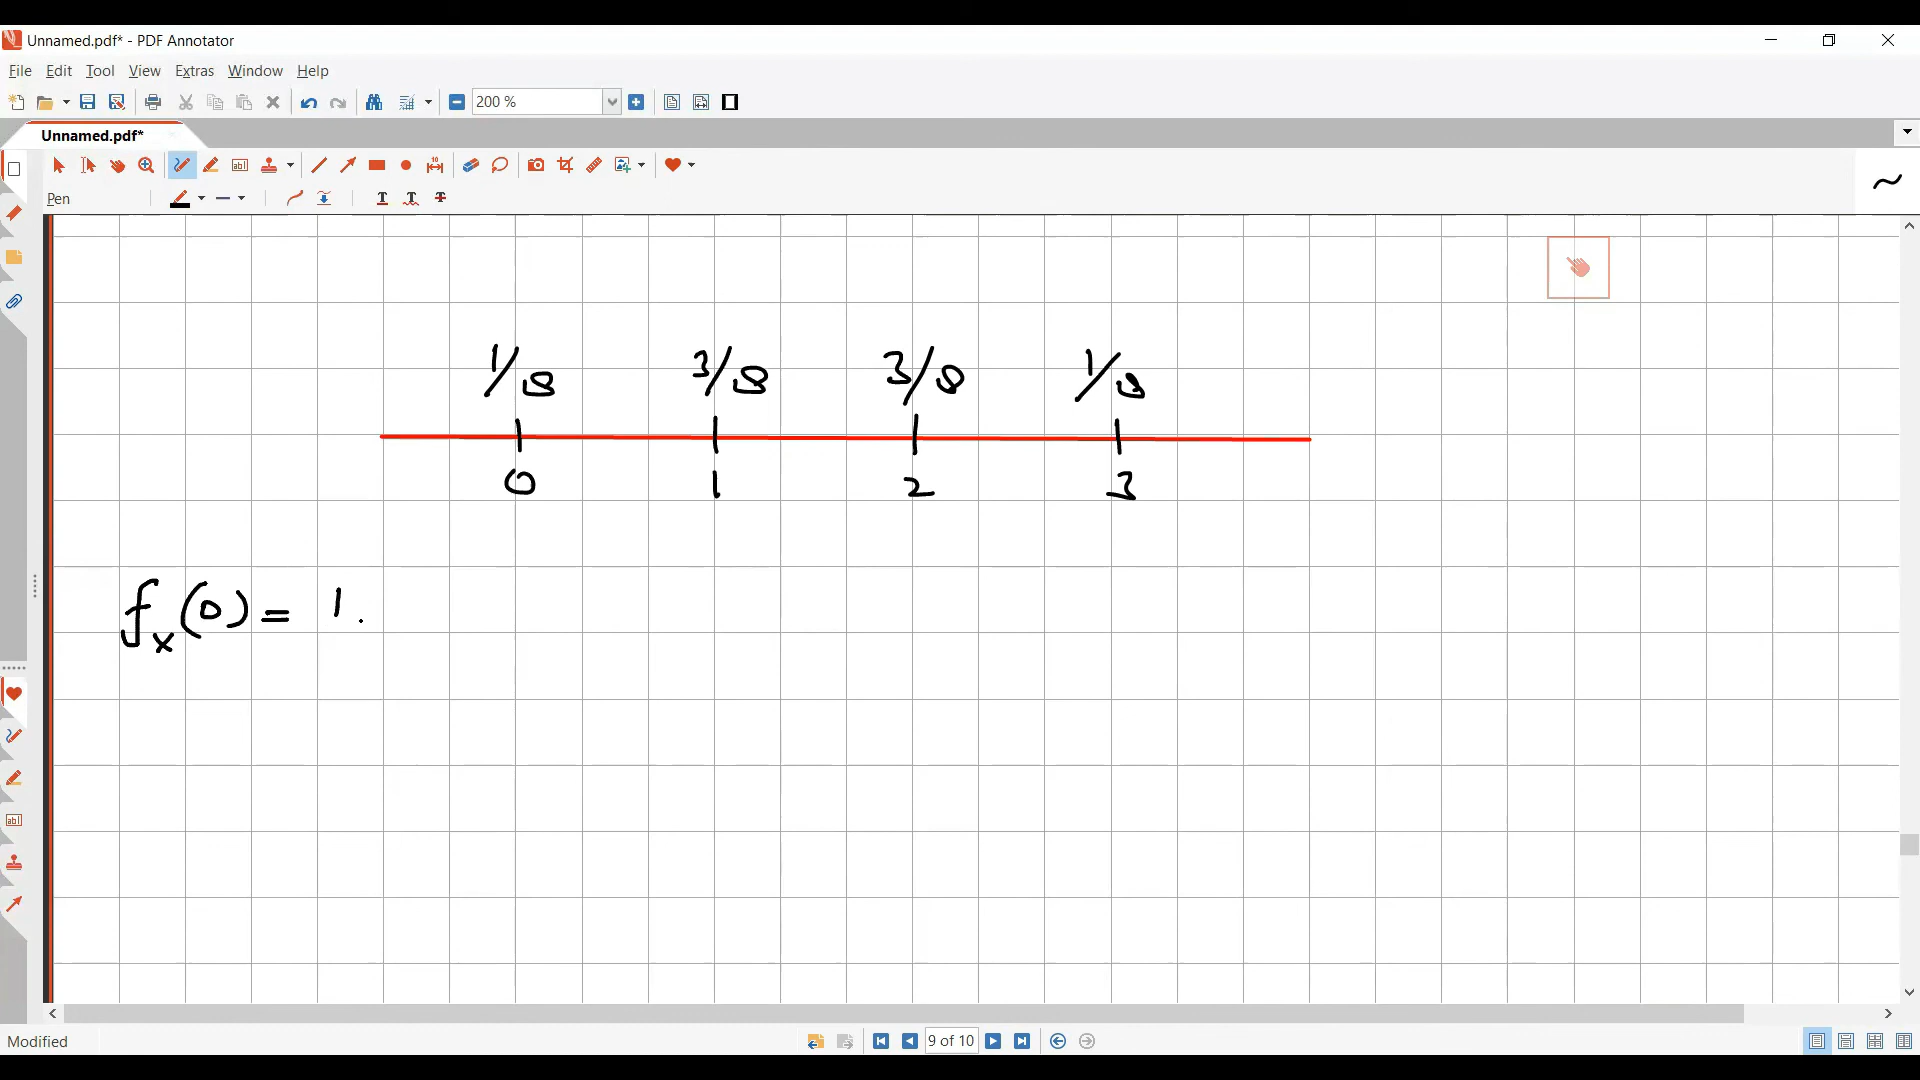 Unnamed.pdf* - PDF Annotator
File Edit Tool View Extras Window Help
200 %
Unnamed.pdf*
Pen
1/8 3/8 3/8 1/8
0 1 2 3
fx(0) = 1.
Modified
9 of 10